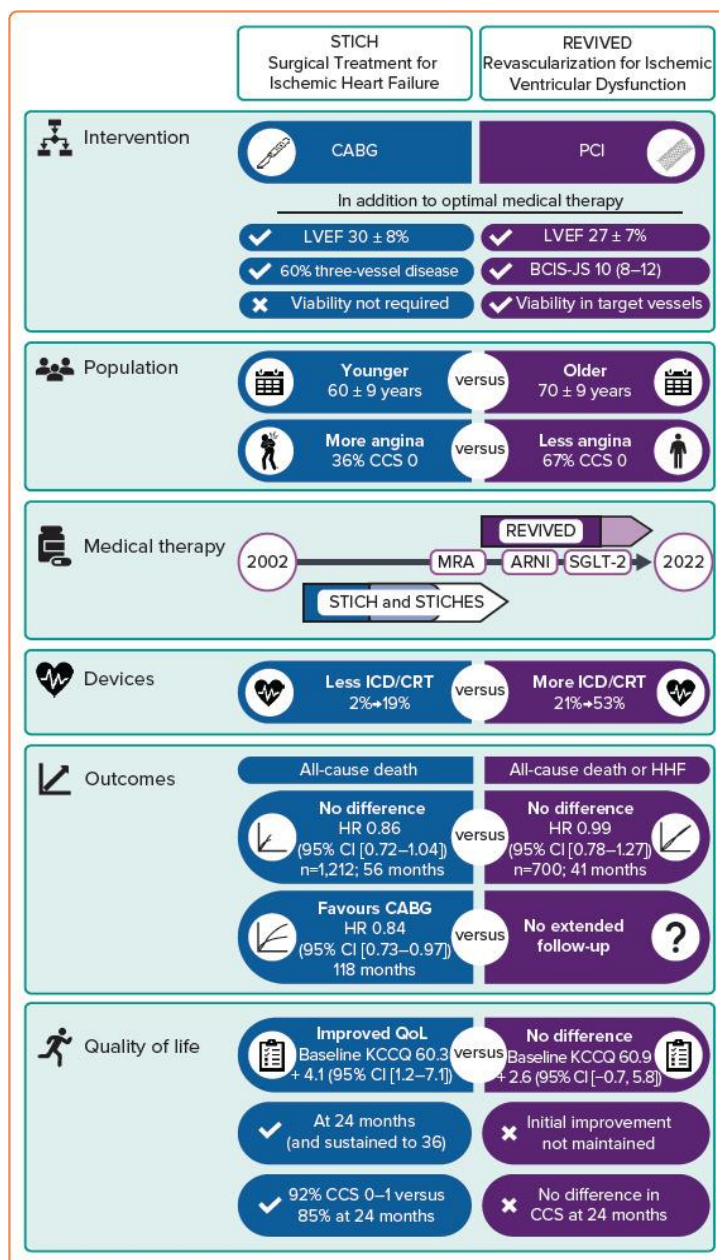 STICH
Surgical Treatment for
Ischemic Heart Failure
REVIVED
Revascularization for Ischemic
Ventricular Dysfunction
Intervention
CABG
PCI
In addition to optimal medical therapy
LVEF 30 ± 8%
LVEF 27 ± 7%
60% three-vessel disease
BCIS-JS 10 (8–12)
Viability not required
Viability in target vessels
Population
Younger
60 ± 9 years
versus
Older
70 ± 9 years
More angina
36% CCS 0
versus
Less angina
67% CCS 0
Medical therapy
REVIVED
2002
MRA
ARNI
SGLT-2
2022
STICH and STICHES
Devices
Less ICD/CRT
2%→19%
versus
More ICD/CRT
21%→53%
Outcomes
All-cause death
All-cause death or HHF
No difference
HR 0.86
(95% CI [0.72–1.04])
n=1,212; 56 months
versus
No difference
HR 0.99
(95% CI [0.78–1.27])
n=700; 41 months
Favours CABG
HR 0.84
(95% CI [0.73–0.97])
118 months
versus
No extended
follow-up
?
Quality of life
Improved QoL
Baseline KCCQ 60.3
+ 4.1 (95% CI [1.2–7.1])
versus
No difference
Baseline KCCQ 60.9
+ 2.6 (95% CI [−0.7, 5.8])
At 24 months
(and sustained to 36)
Initial improvement
not maintained
92% CCS 0–1 versus
85% at 24 months
No difference in
CCS at 24 months